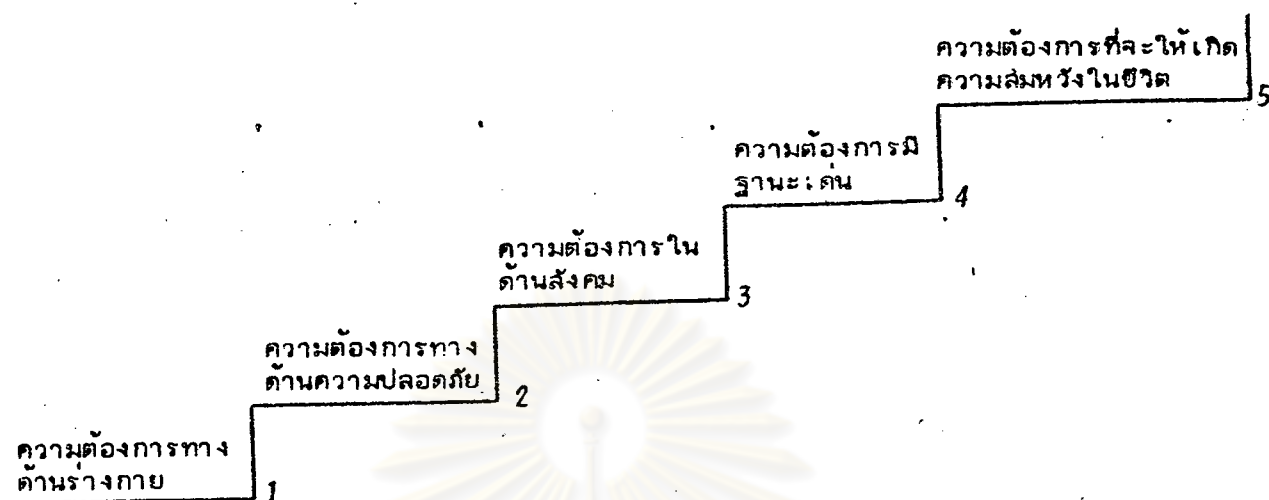 ความต้องการที่จะให้เกิด
ความสมหวังในชีวิต
5
ความต้องการมี
ฐานะเด่น
4
ความต้องการใน
ด้านสังคม
3
ความต้องการทาง
ด้านความปลอดภัย
2
ความต้องการทาง
ด้านร่างกาย
1